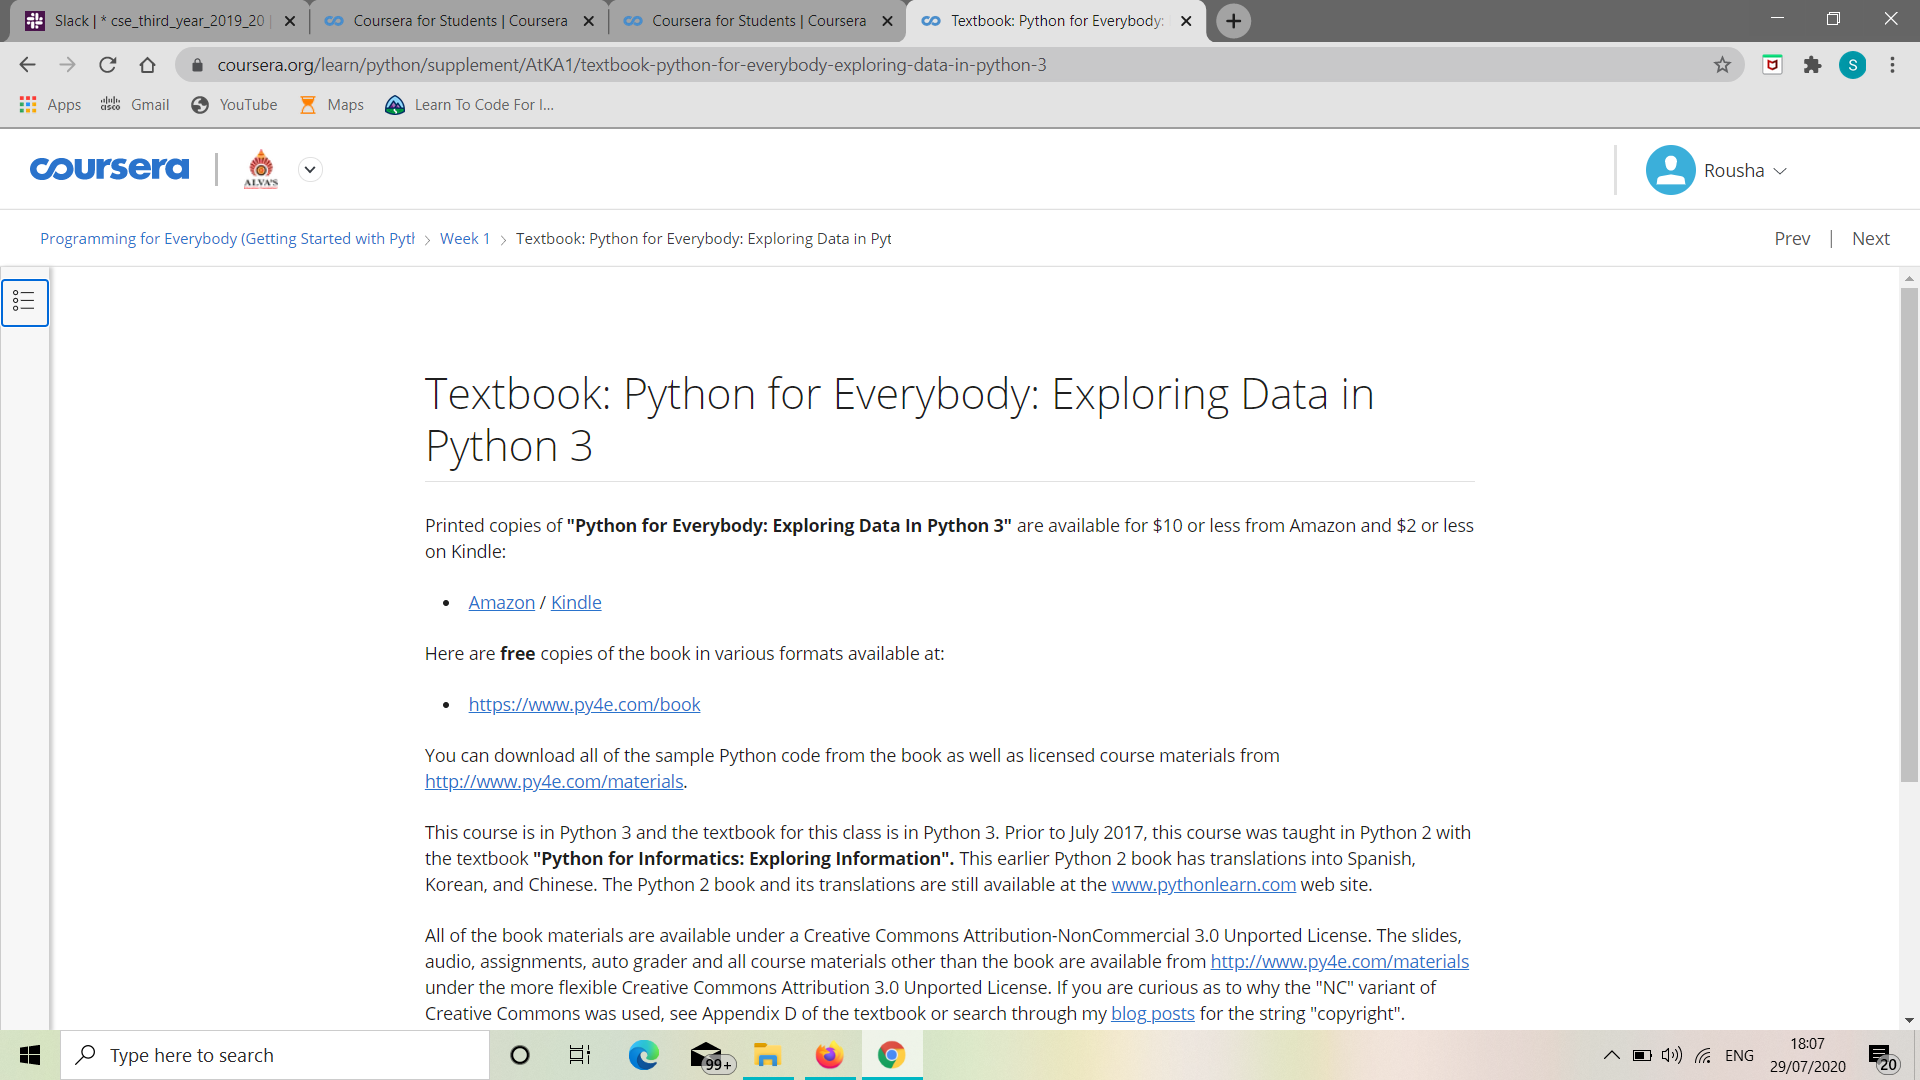 Slack | * cse_third_year_2019_20
Coursera for Students | Coursera
Coursera for Students | Coursera
Textbook: Python for Everybody:
coursera.org/learn/python/supplement/AtKA1/textbook-python-for-everybody-exploring-data-in-python-3
S
Apps
Gmail
YouTube
Maps
Learn To Code For I...
coursera
ALVA'S
Rousha
Programming for Everybody (Getting Started with Pyth
Week 1
Textbook: Python for Everybody: Exploring Data in Pyt
Prev | Next
Textbook: Python for Everybody: Exploring Data in
Python 3
Printed copies of "Python for Everybody: Exploring Data In Python 3" are available for $10 or less from Amazon and $2 or less
on Kindle:
• Amazon / Kindle
Here are free copies of the book in various formats available at:
• https://www.py4e.com/book
You can download all of the sample Python code from the book as well as licensed course materials from
http://www.py4e.com/materials.
This course is in Python 3 and the textbook for this class is in Python 3. Prior to July 2017, this course was taught in Python 2 with
the textbook "Python for Informatics: Exploring Information". This earlier Python 2 book has translations into Spanish,
Korean, and Chinese. The Python 2 book and its translations are still available at the www.pythonlearn.com web site.
All of the book materials are available under a Creative Commons Attribution-NonCommercial 3.0 Unported License. The slides,
audio, assignments, auto grader and all course materials other than the book are available from http://www.py4e.com/materials
under the more flexible Creative Commons Attribution 3.0 Unported License. If you are curious as to why the "NC" variant of
Creative Commons was used, see Appendix D of the textbook or search through my blog posts for the string "copyright".
Type here to search
99+
ENG
18:07
29/07/2020
20